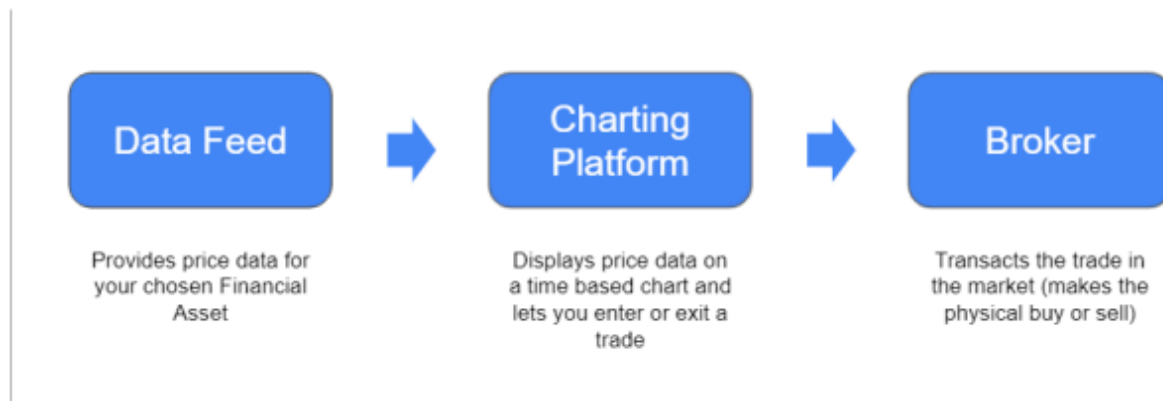 Data Feed
Charting
Platform
Broker
Provides price data for
your chosen Financial
Asset
Displays price data on
a time based chart and
lets you enter or exit a
trade
Transacts the trade in
the market (makes the
physical buy or sell)